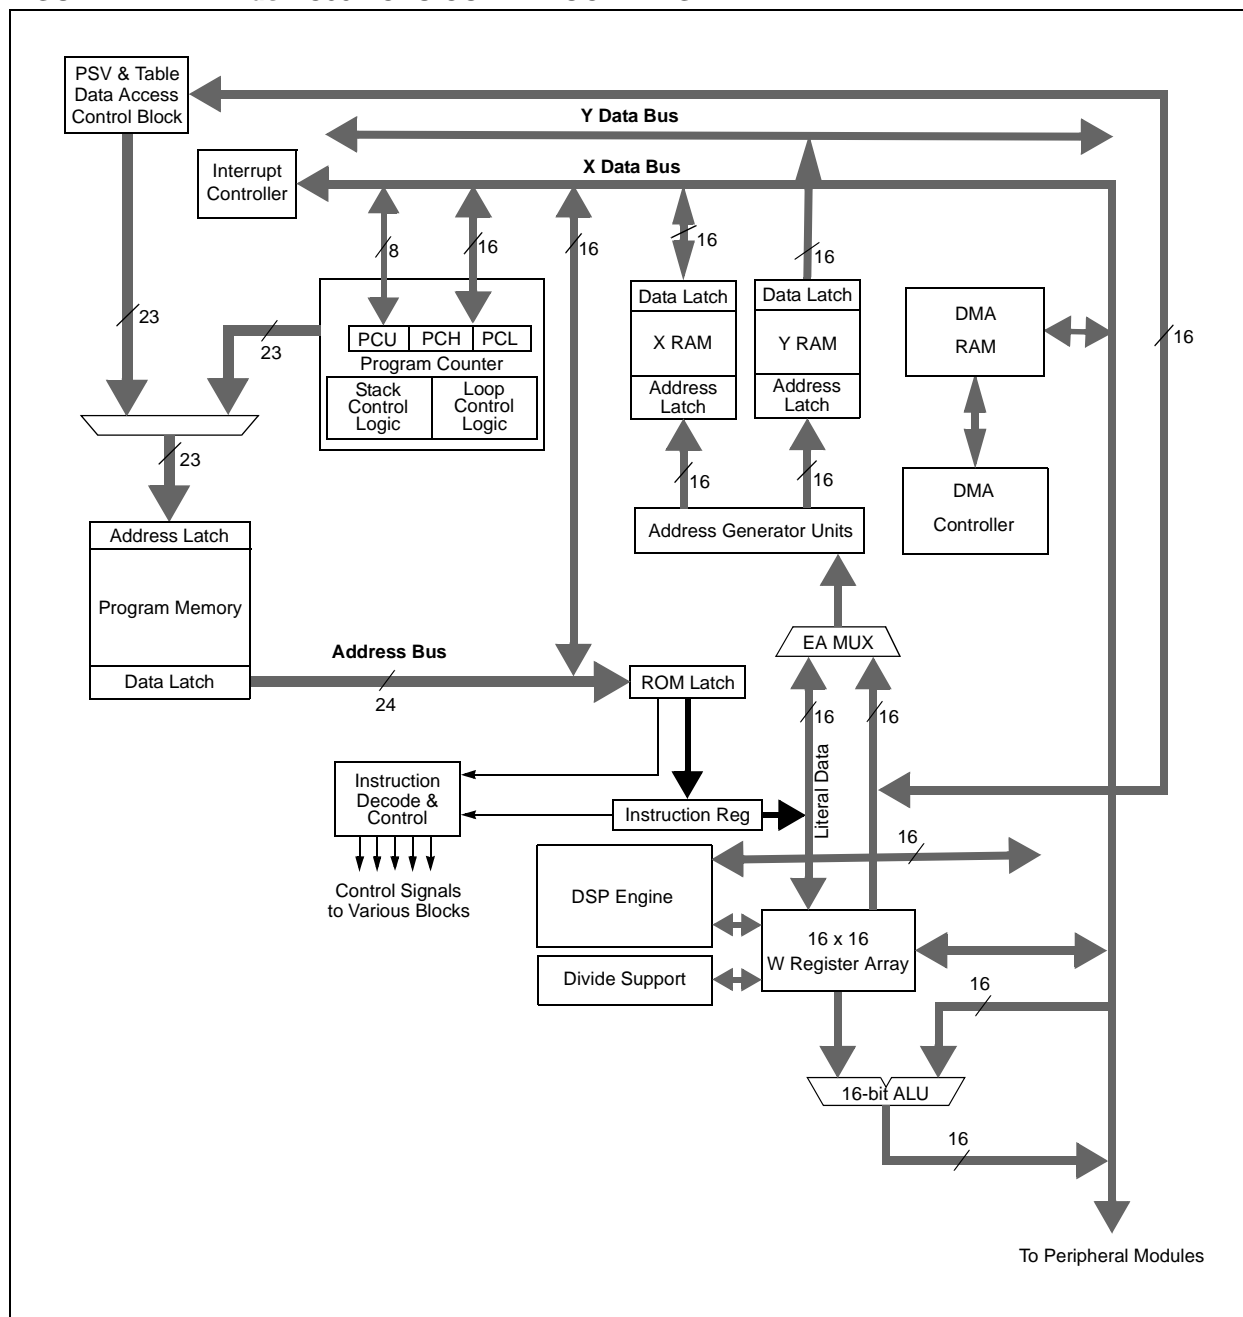 PSV & Table
Data Access
Control Block
Y Data Bus
X Data Bus
Interrupt
Controller
8
16
16
16
16
23
23
16
PCU
PCH
PCL
Program Counter
Stack
Control
Logic
Loop
Control
Logic
Data Latch
X RAM
Address
Latch
Data Latch
Y RAM
Address
Latch
DMA
RAM
23
16
16
DMA
Controller
Address Generator Units
Address Latch
Program Memory
Data Latch
Address Bus
24
ROM Latch
EA MUX
16
16
Literal Data
Instruction
Decode &
Control
Instruction Reg
Control Signals
to Various Blocks
16
DSP Engine
16 x 16
W Register Array
Divide Support
16
16-bit ALU
16
To Peripheral Modules